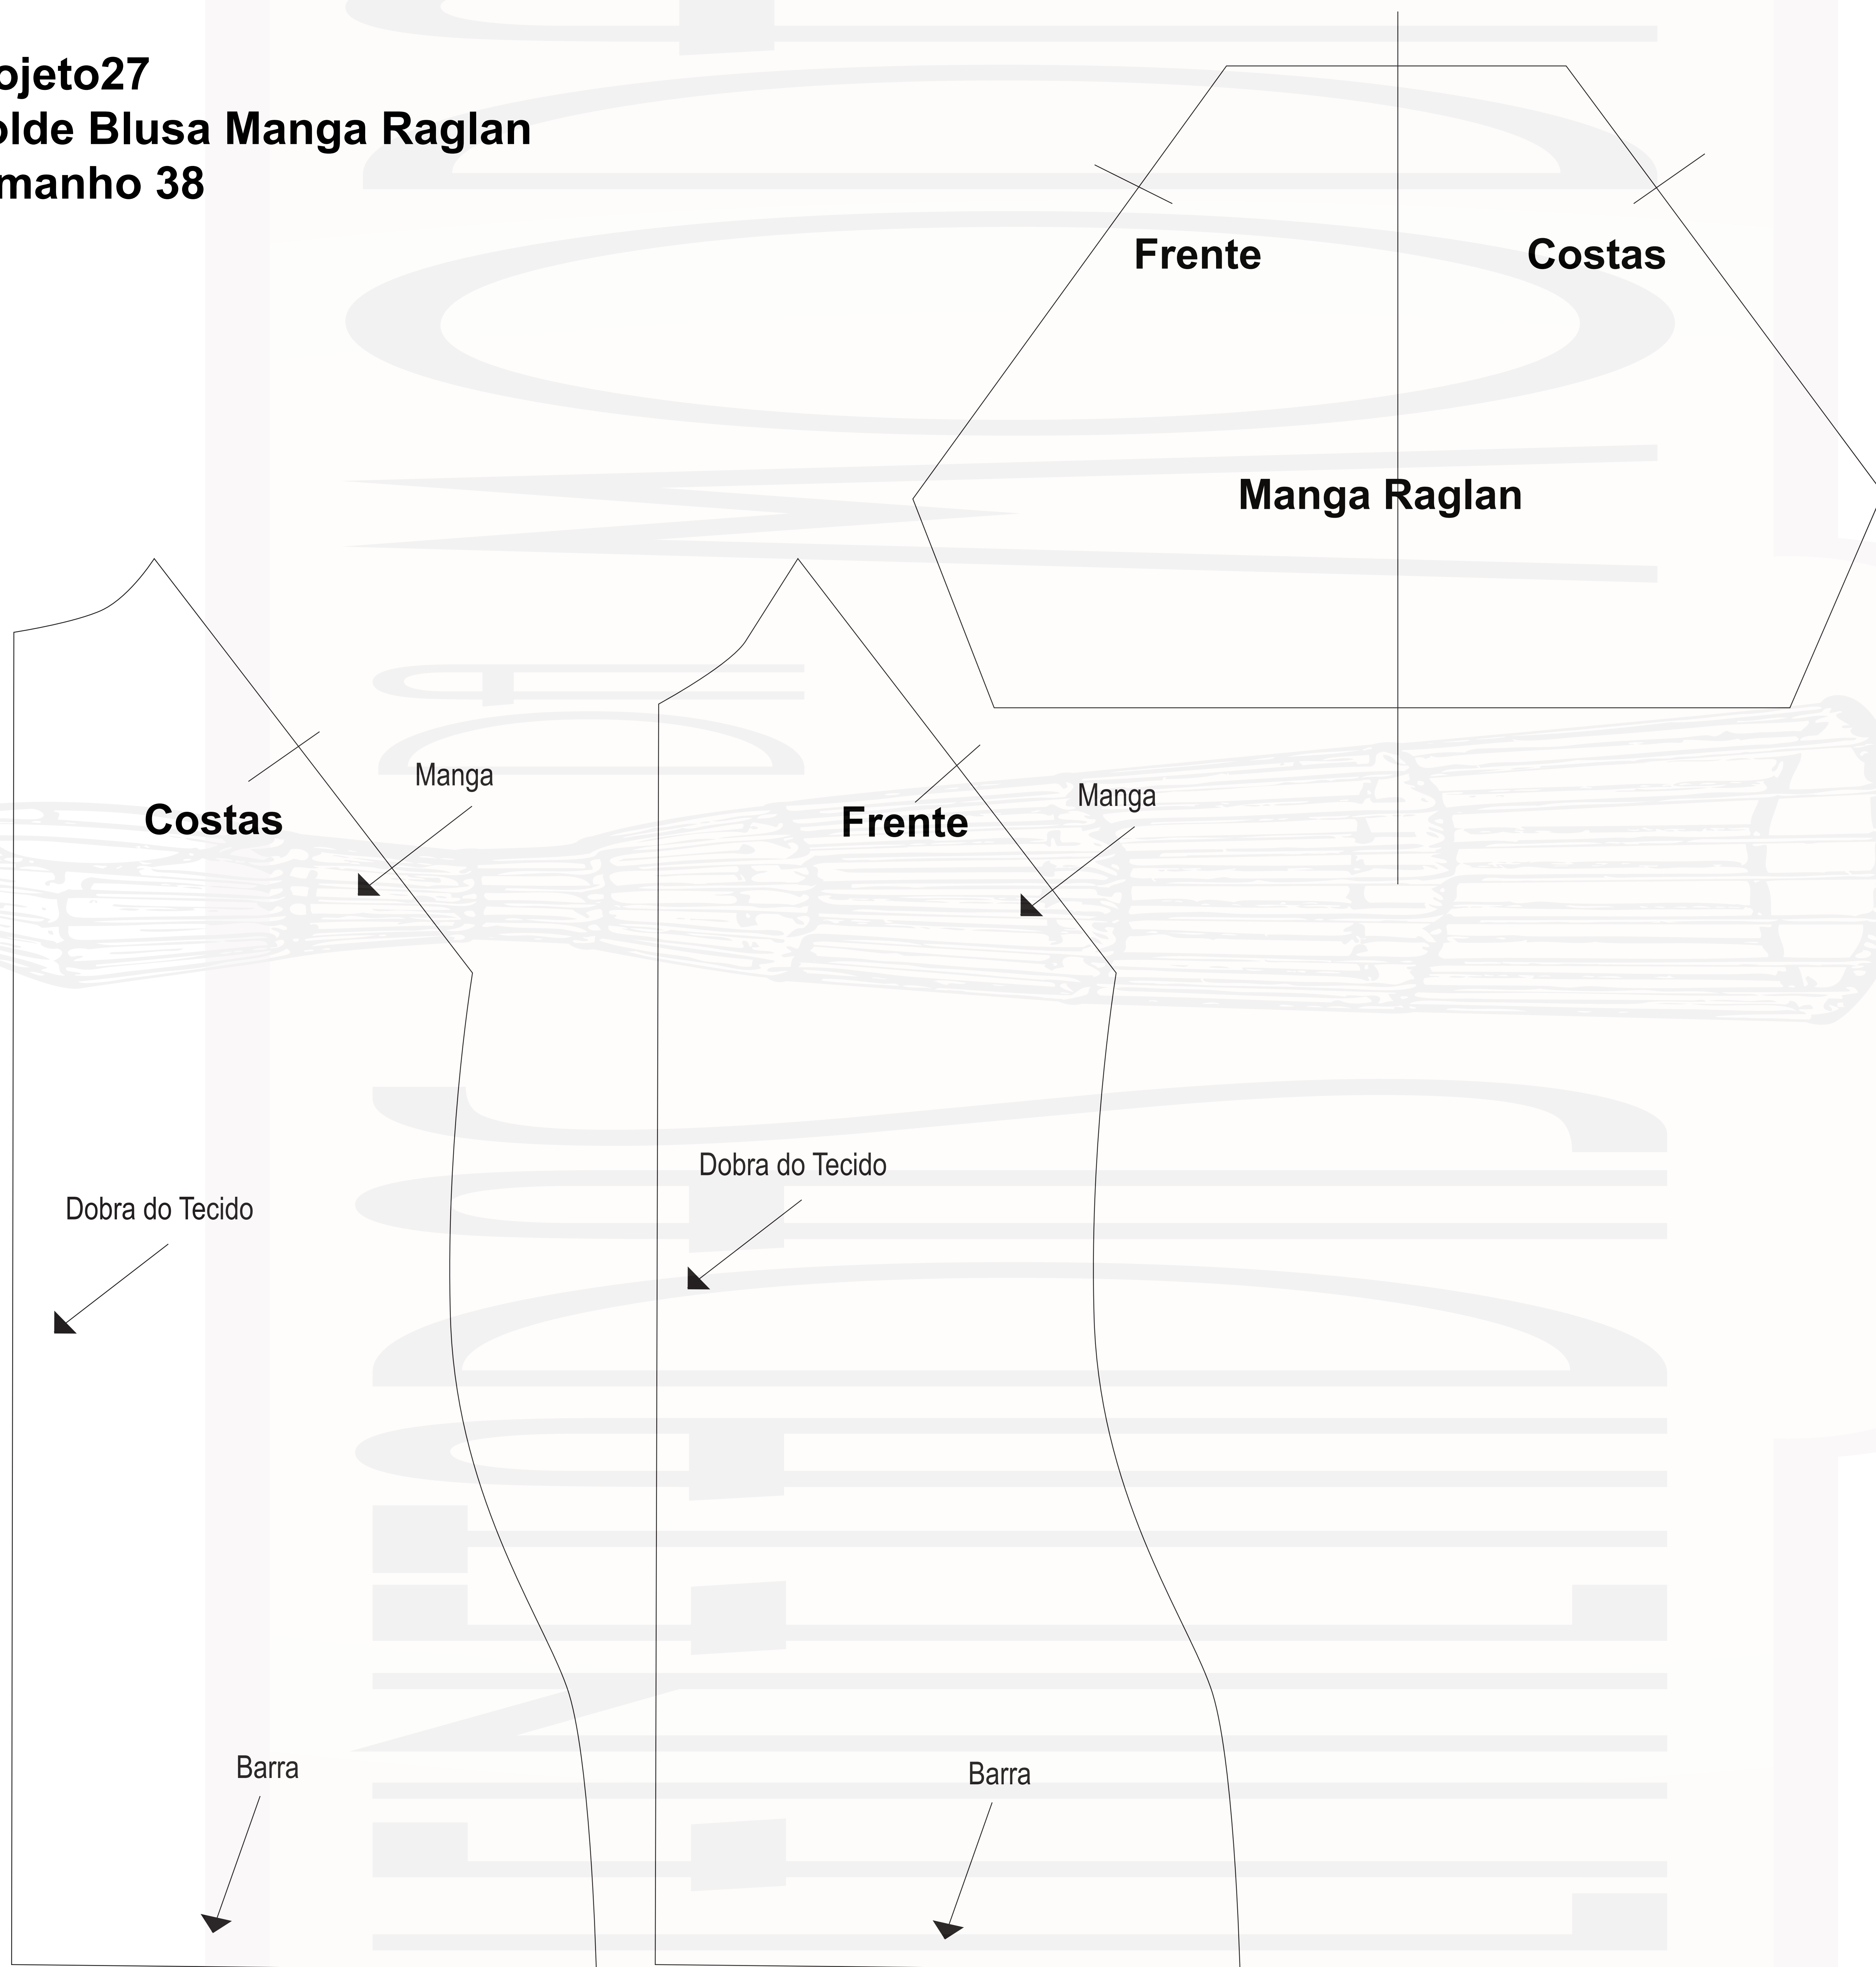 ojeto27
olde Blusa Manga Raglan
manho 38
Frente
Costas
Manga Raglan
Manga
Costas
Manga
Frente
Dobra do Tecido
Dobra do Tecido
Barra
Barra